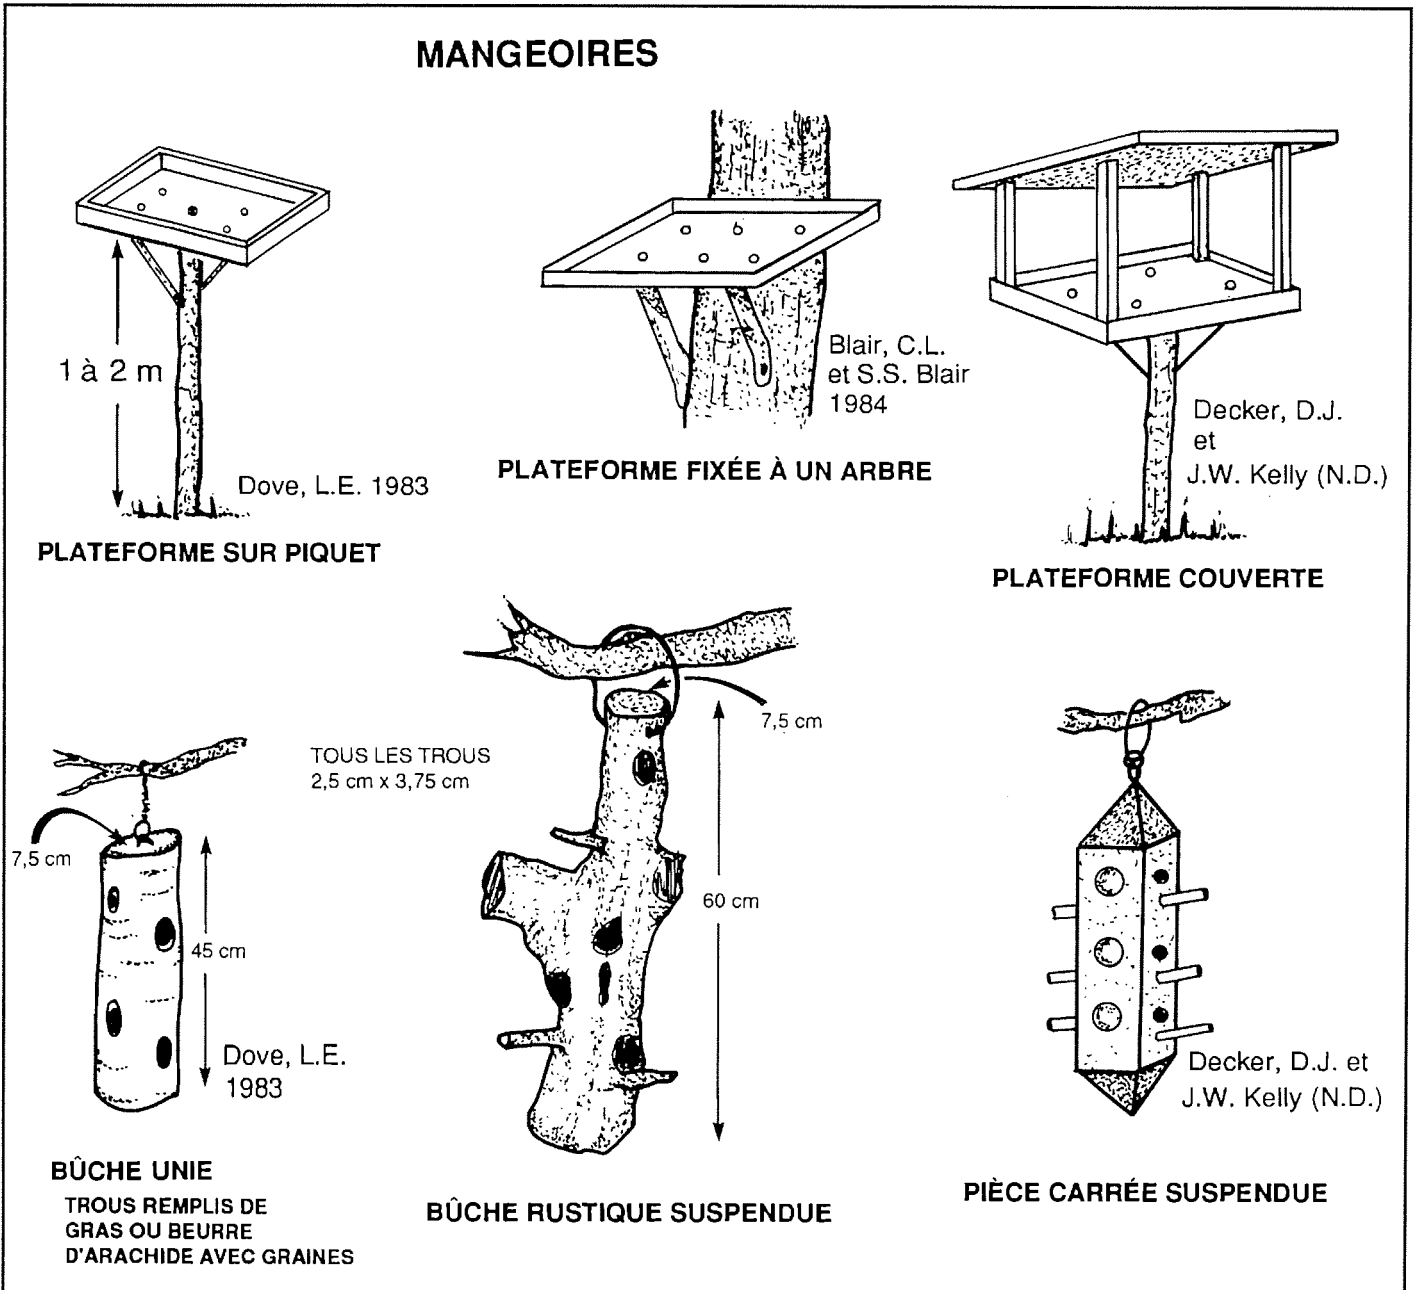 MANGEOIRES
1 à 2 m
Dove, L.E. 1983
PLATEFORME SUR PIQUET
Blair, C.L.
et S.S. Blair
1984
PLATEFORME FIXÉE À UN ARBRE
Decker, D.J.
et
J.W. Kelly (N.D.)
PLATEFORME COUVERTE
7,5 cm
45 cm
Dove, L.E.
1983
BÛCHE UNIE
TROUS REMPLIS DE
GRAS OU BEURRE
D'ARACHIDE AVEC GRAINES
TOUS LES TROUS
2,5 cm x 3,75 cm
7,5 cm
60 cm
BÛCHE RUSTIQUE SUSPENDUE
Decker, D.J. et
J.W. Kelly (N.D.)
PIÈCE CARRÉE SUSPENDUE